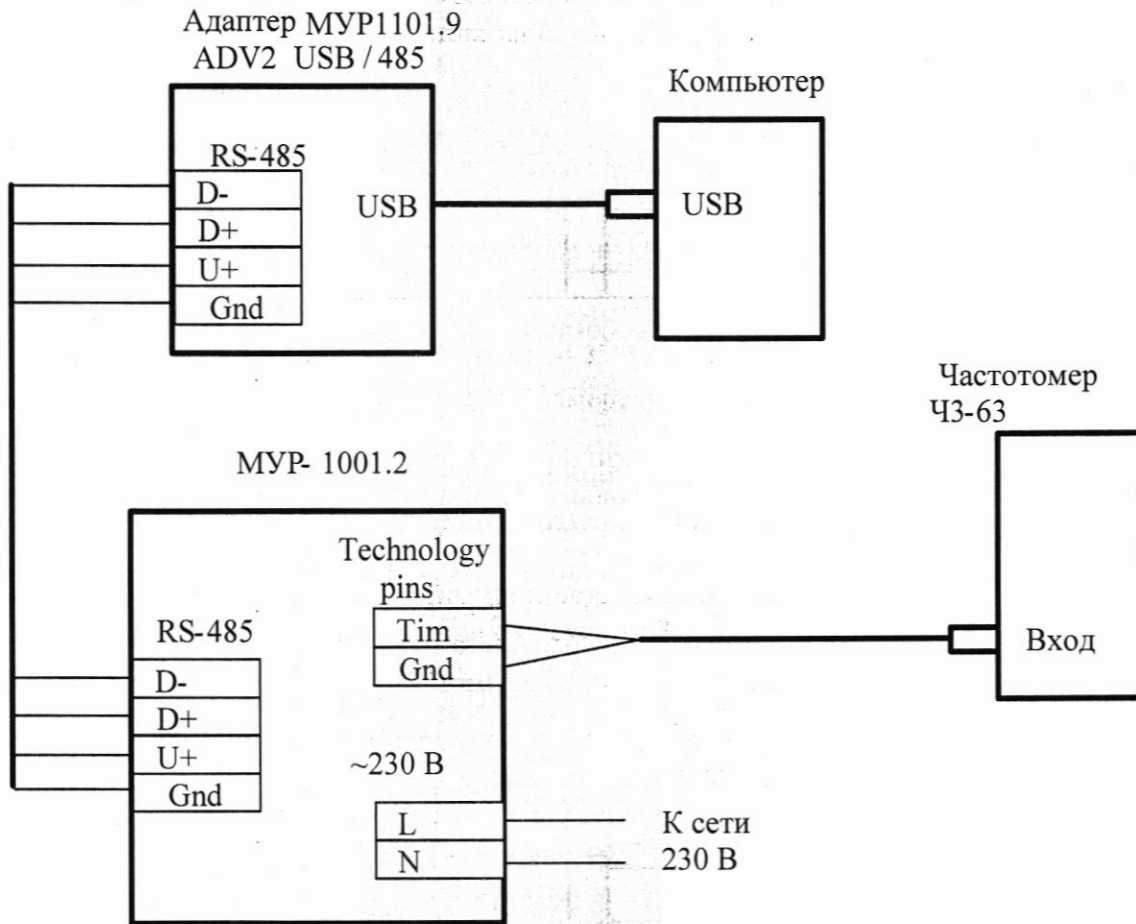 Адаптер МУР1101.9
ADV2 USB / 485
RS-485
D-
D+
U+
Gnd
USB
Компьютер
USB
Частотомер
ЧЗ-63
Вход
МУР- 1001.2
Technology
pins
Tim
Gnd
RS-485
D-
D+
U+
Gnd
~230 В
L
N
К сети
230 В